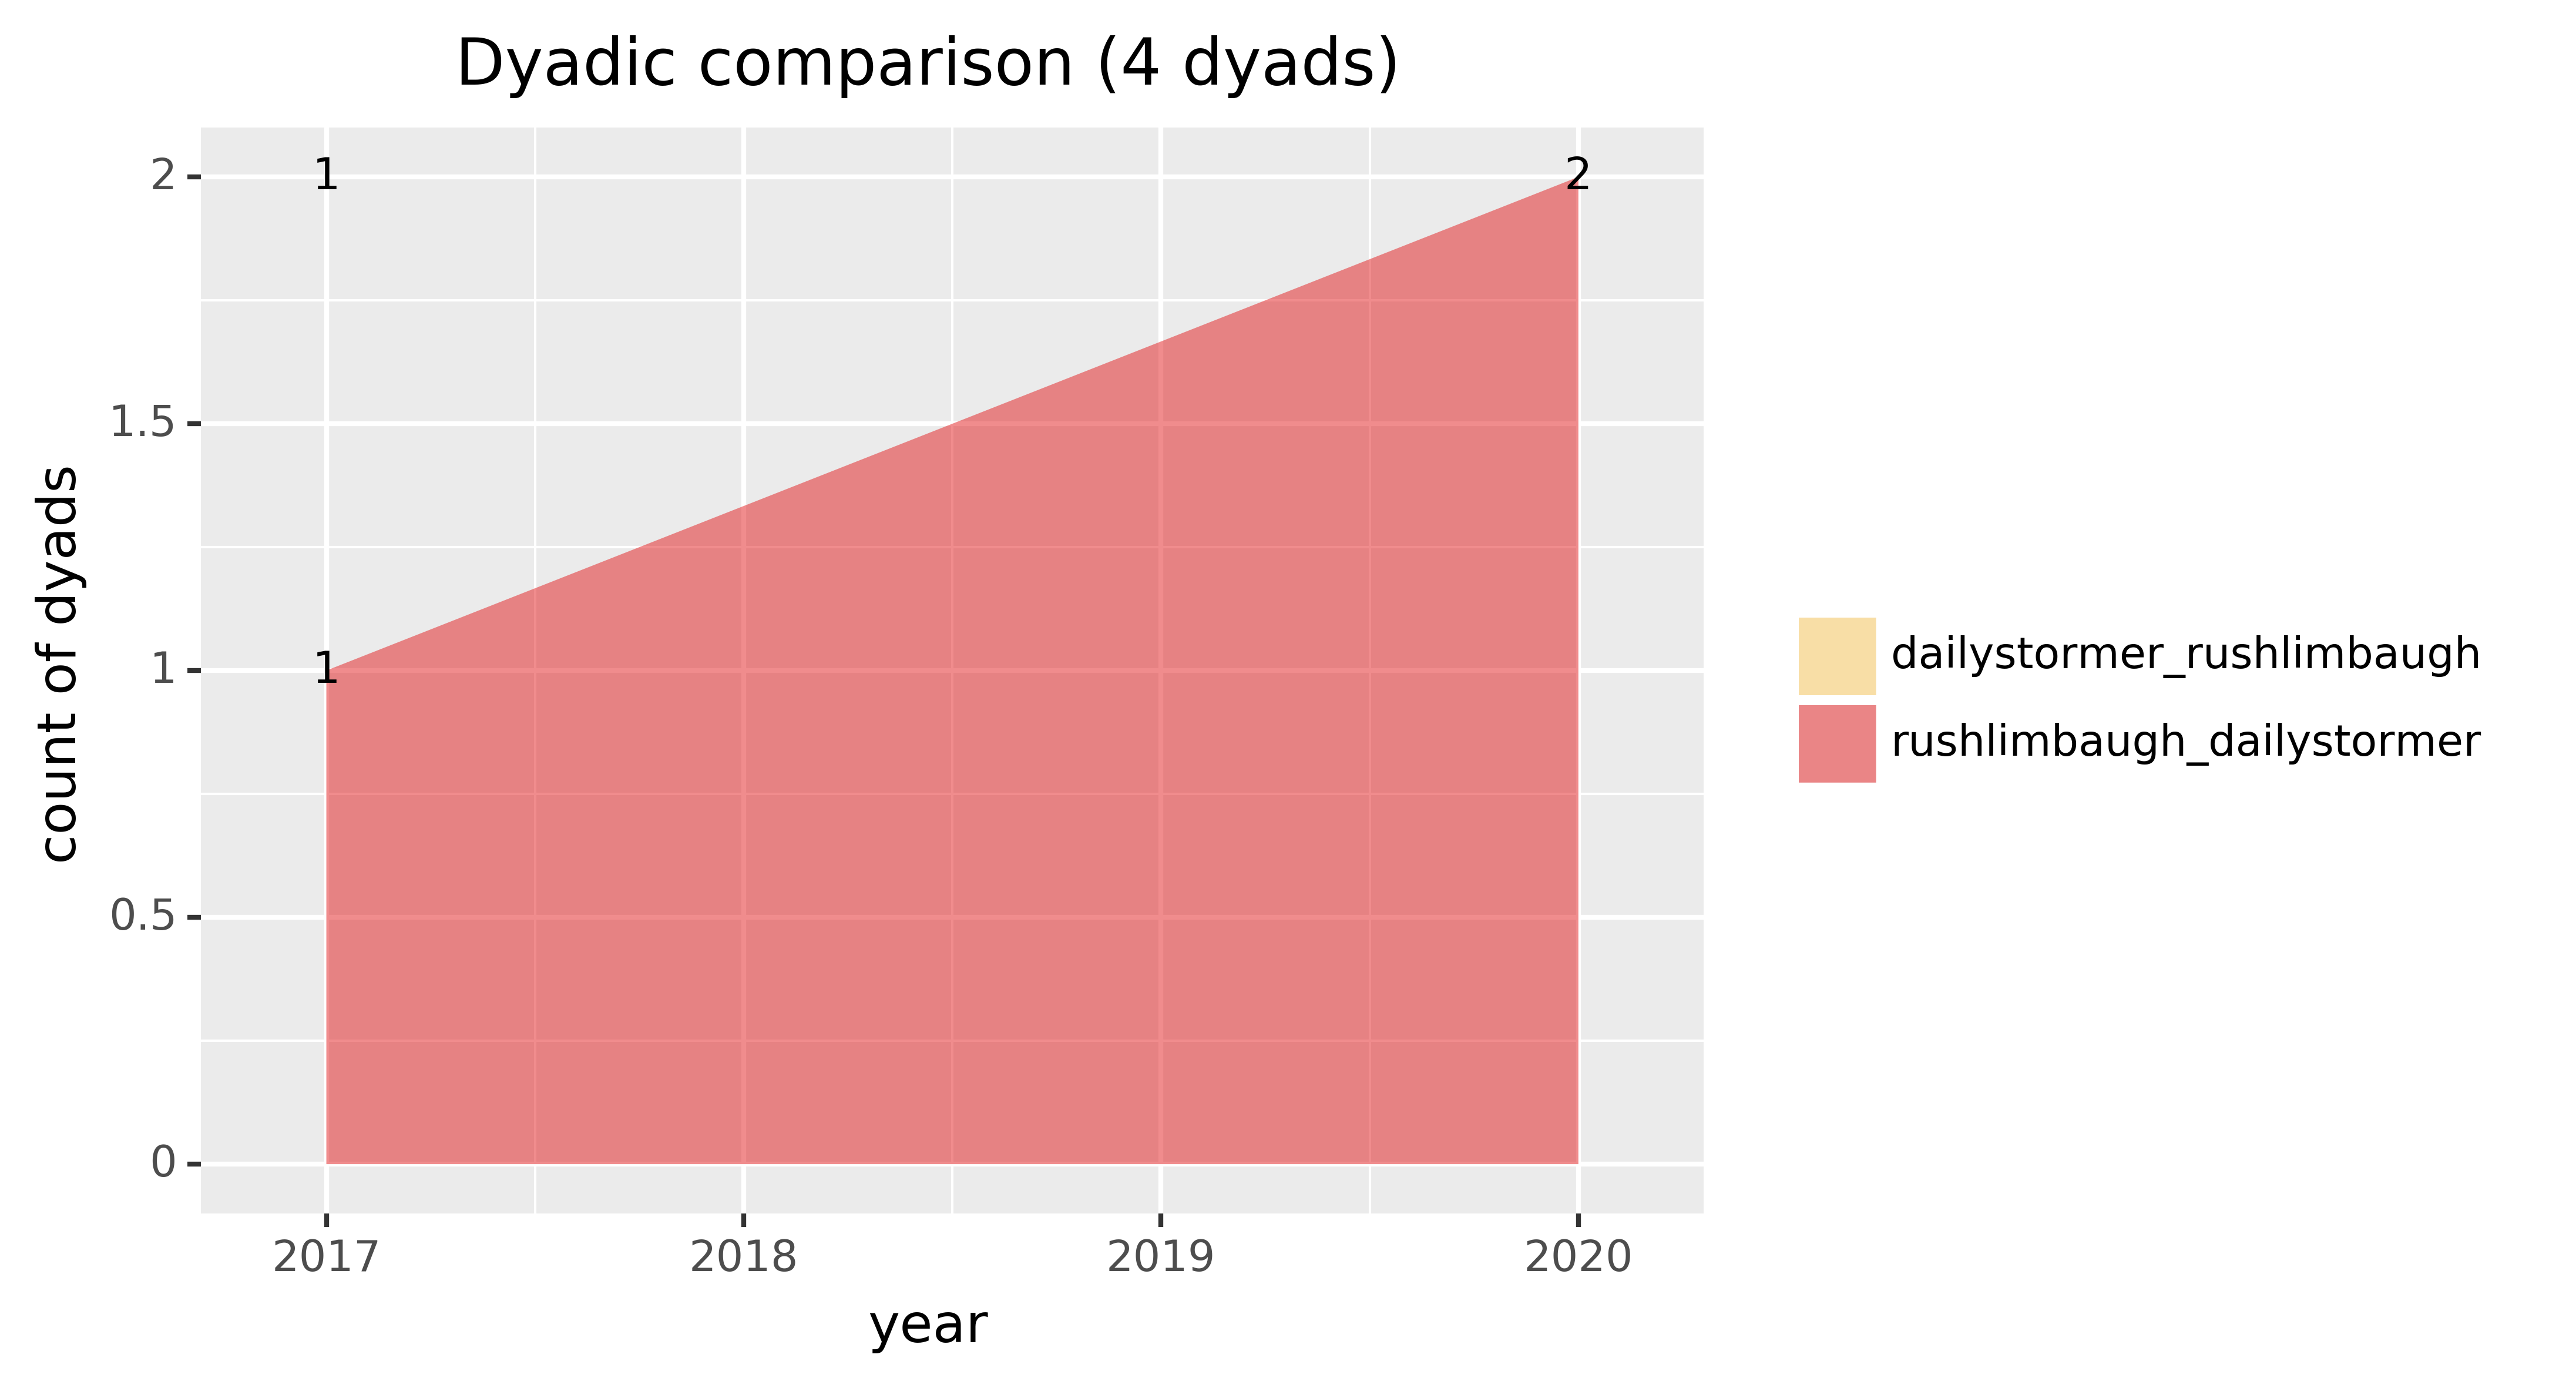 Dyadic comparison (4 dyads)
count of dyads
2
1.5
1
0.5
0
1
2
1
2017
2018
2019
2020
year
dailystormer_rushlimbaugh
rushlimbaugh_dailystormer